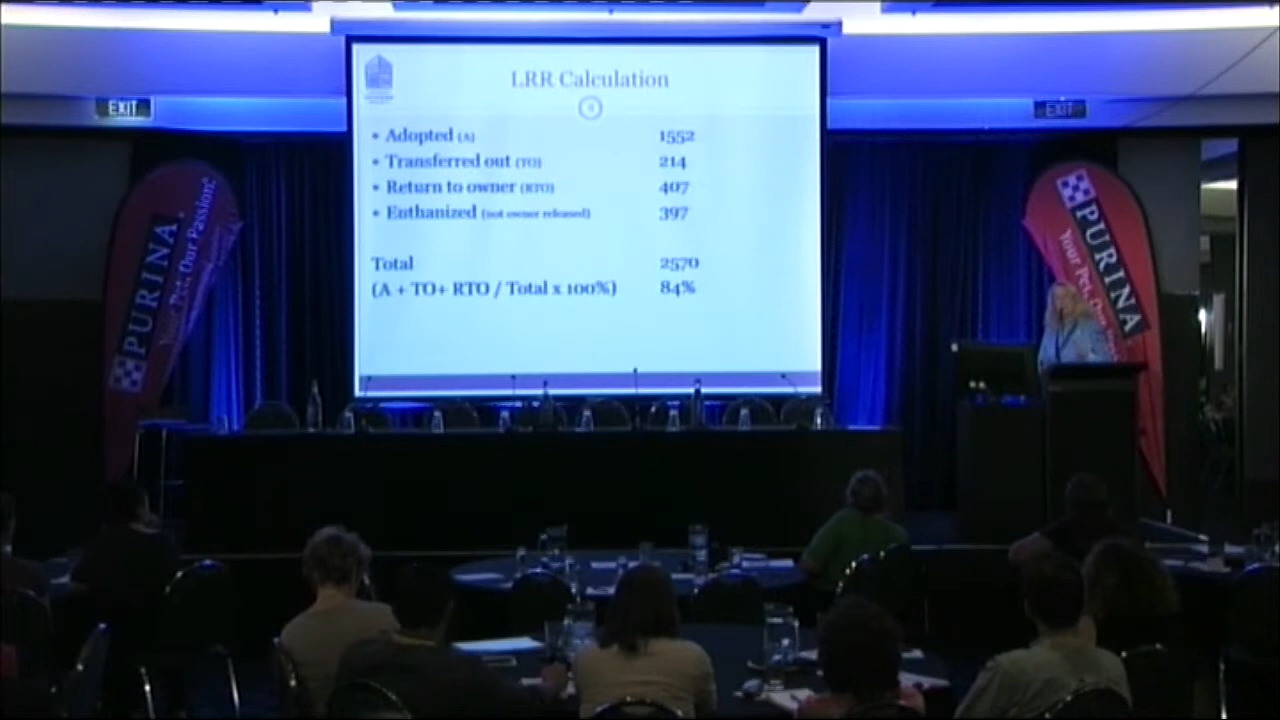 EXIT
LRR Calculation
EXIT
• Adopted (A) 1552
• Transferred out (TO) 214
• Return to owner (RTO) 407
• Euthanized (not owner released) 397
Total 2570
(A + TO+ RTO / Total x 100%) 84%
PURINA
Your Pet, Our Passion.
PURINA
Your Pet, Our